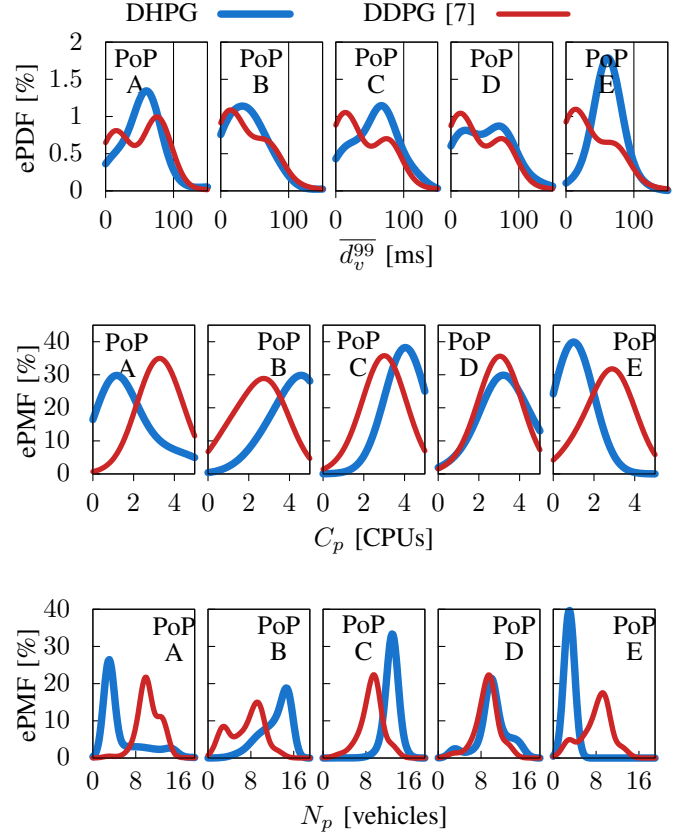 DHPG DDPG [7]
ePDF [%]
2
1.5
1
0.5
0
PoP A
PoP B
PoP C
PoP D
PoP E
0 100 0 100 0 100 0 100 0 100
\overline{d_v^{99}} [ms]
ePMF [%]
40
30
20
10
0
PoP A
PoP B
PoP C
PoP D
PoP E
0 2 4 0 2 4 0 2 4 0 2 4 0 2 4
C_p [CPUs]
ePMF [%]
40
30
20
10
0
PoP A
PoP B
PoP C
PoP D
PoP E
0 8 16 0 8 16 0 8 16 0 8 16 0 8 16
N_p [vehicles]